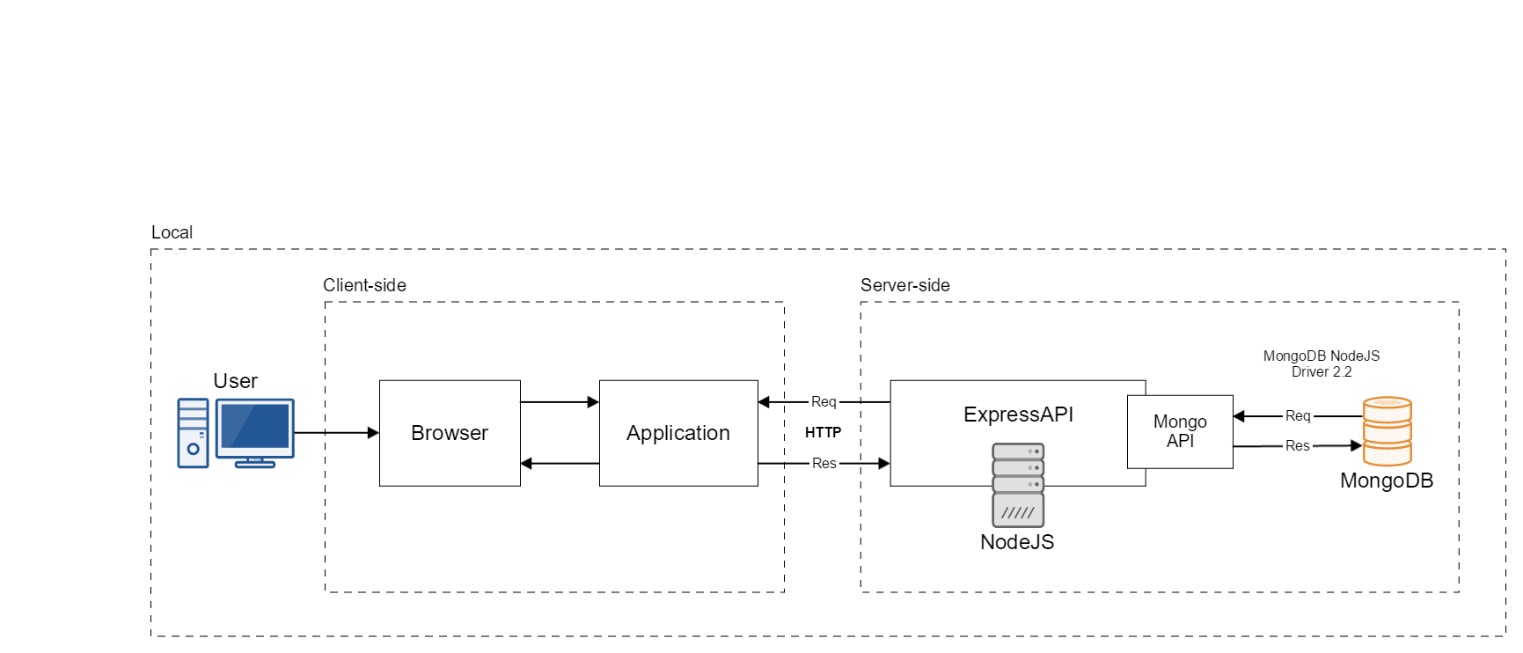 Local
Client-side
Server-side
User
Browser
Application
Req
HTTP
Res
ExpressAPI
NodeJS
Mongo
API
MongoDB NodeJS
Driver 2.2
Req
Res
MongoDB